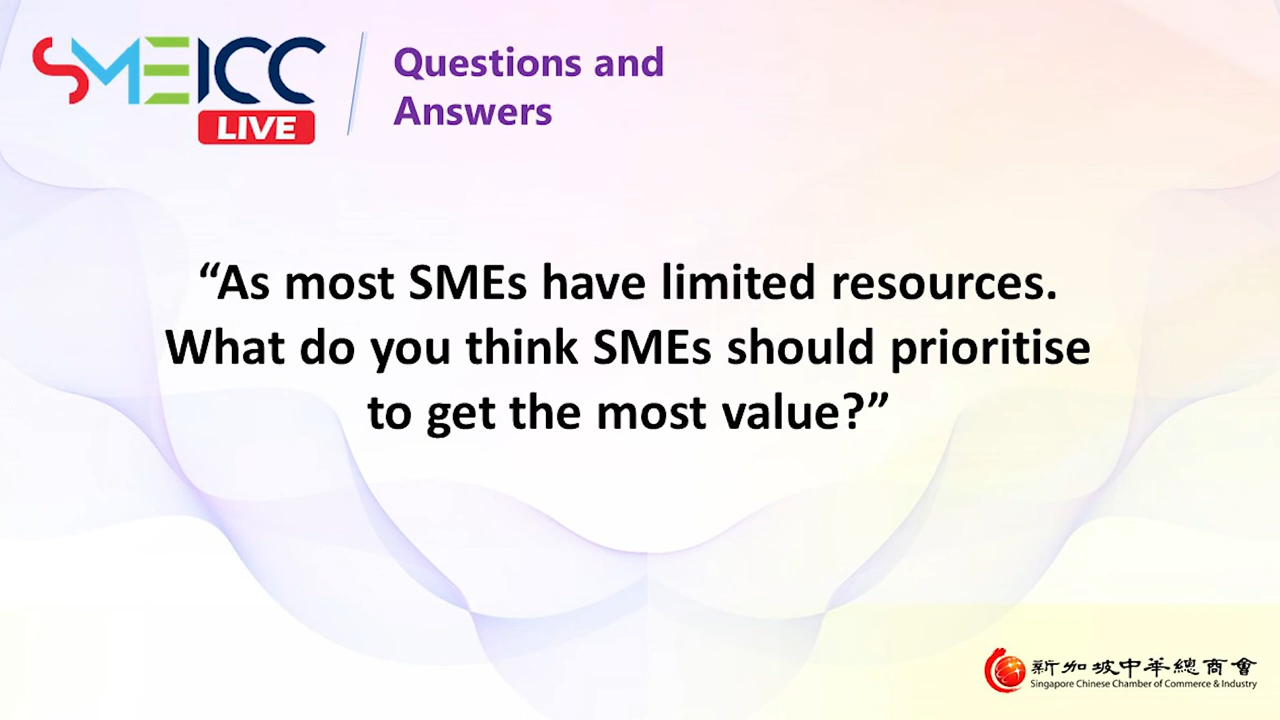 SMEICC
LIVE
Questions and
Answers
“As most SMEs have limited resources.
What do you think SMEs should prioritise
to get the most value?”
新加坡中华總商會
Singapore Chinese Chamber of Commerce & Industry